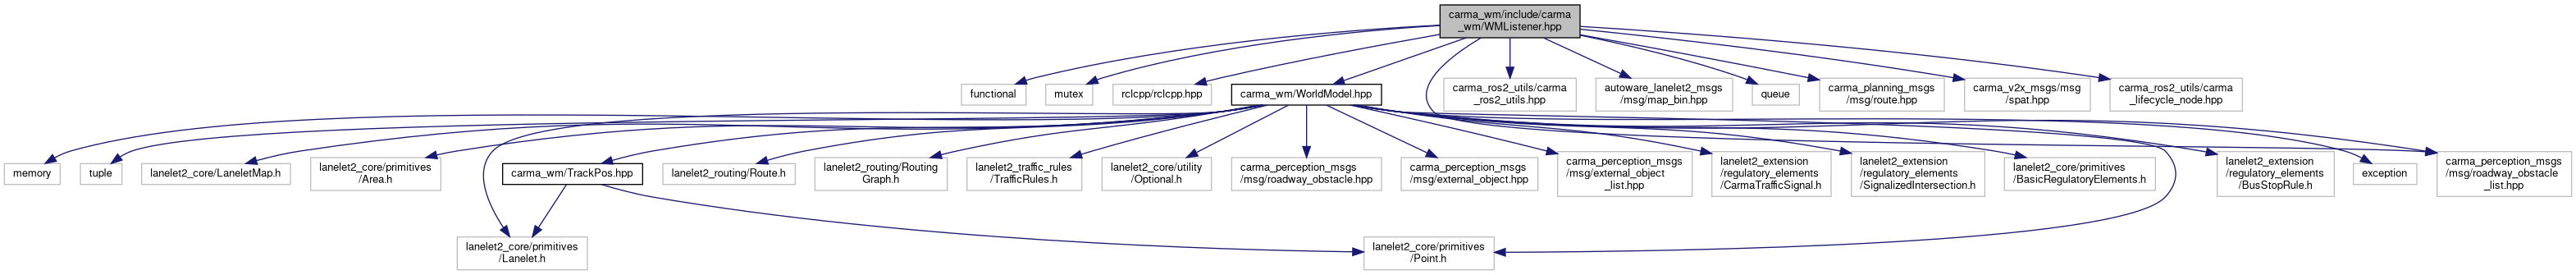 carma_wm/include/carma
_wm/WMListener.hpp
functional
mutex
rclcpp/rclcpp.hpp
carma_wm/WorldModel.hpp
carma_ros2_utils/carma
_ros2_utils.hpp
autoware_lanelet2_msgs
/msg/map_bin.hpp
queue
carma_planning_msgs
/msg/route.hpp
carma_v2x_msgs/msg
/spat.hpp
carma_ros2_utils/carma
_lifecycle_node.hpp
memory
tuple
lanelet2_core/LaneletMap.h
lanelet2_core/primitives
/Area.h
carma_wm/TrackPos.hpp
lanelet2_routing/Route.h
lanelet2_routing/Routing
Graph.h
lanelet2_traffic_rules
/TrafficRules.h
lanelet2_core/utility
/Optional.h
carma_perception_msgs
/msg/roadway_obstacle.hpp
carma_perception_msgs
/msg/external_object.hpp
carma_perception_msgs
/msg/external_object
_list.hpp
lanelet2_extension
/regulatory_elements
/CarmaTrafficSignal.h
lanelet2_extension
/regulatory_elements
/SignalizedIntersection.h
lanelet2_core/primitives
/BasicRegulatoryElements.h
lanelet2_extension
/regulatory_elements
/BusStopRule.h
exception
carma_perception_msgs
/msg/roadway_obstacle
_list.hpp
lanelet2_core/primitives
/Lanelet.h
lanelet2_core/primitives
/Point.h